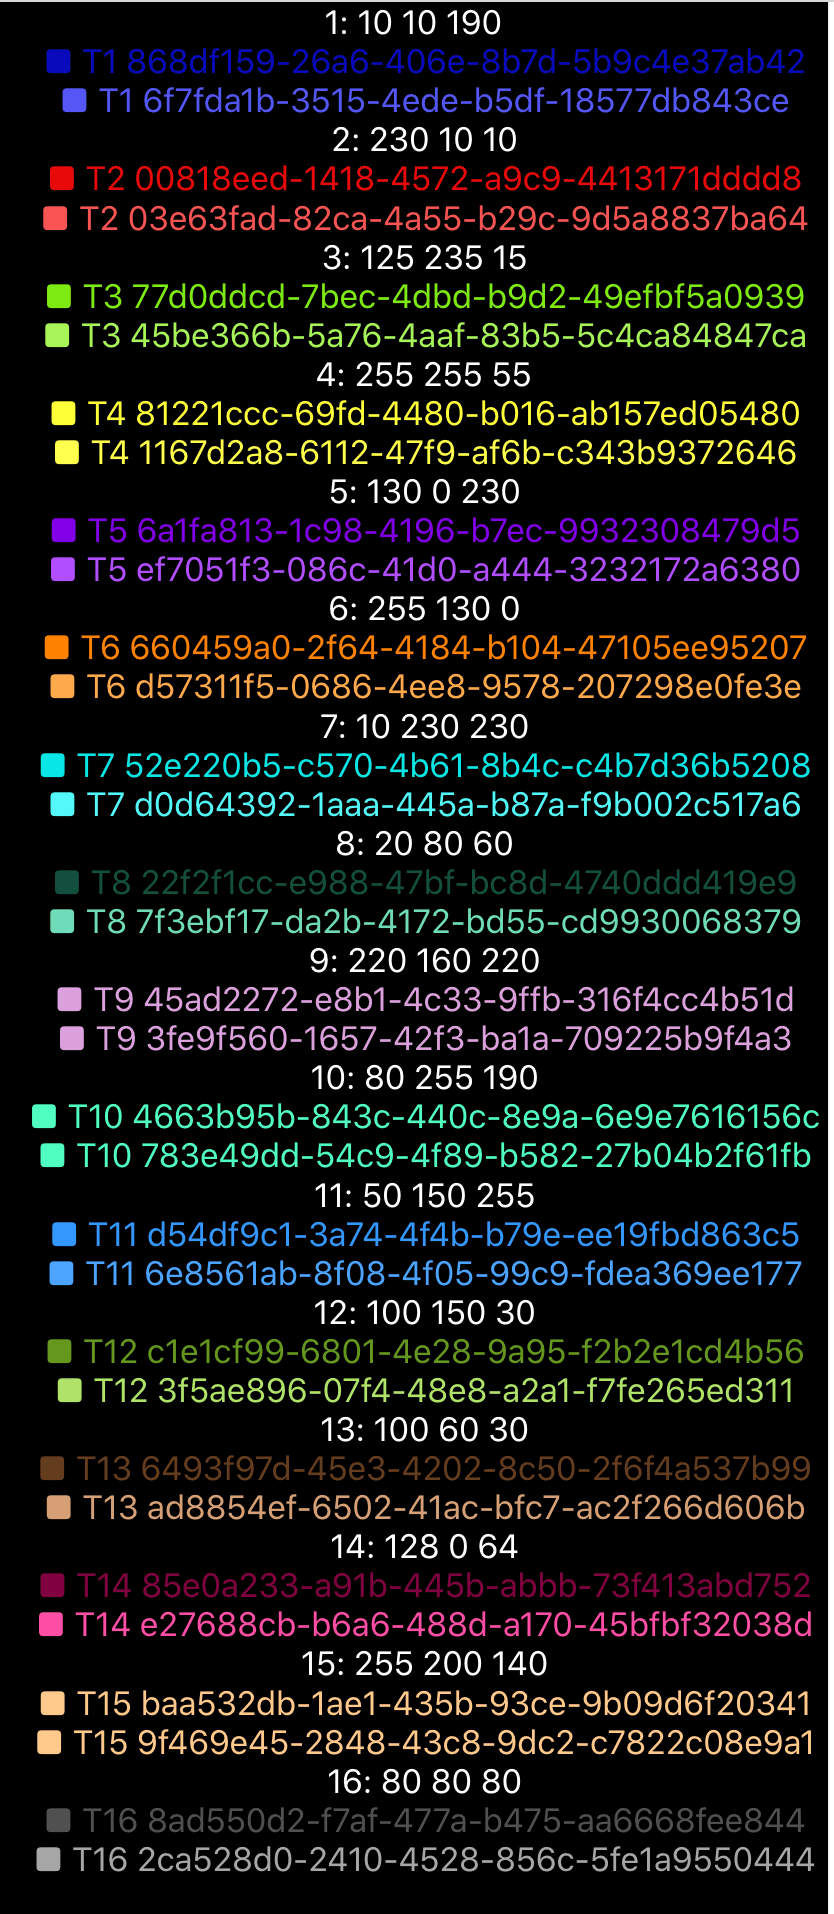 1: 10 10 190
T1 868df159-26a6-406e-8b7d-5b9c4e37ab42
T1 6f7fda1b-3515-4ede-b5df-18577db843ce
2: 230 10 10
T2 00818eed-1418-4572-a9c9-4413171dddd8
T2 03e63fad-82ca-4a55-b29c-9d5a8837ba64
3: 125 235 15
T3 77d0ddcd-7bec-4dbd-b9d2-49efbf5a0939
T3 45be366b-5a76-4aaf-83b5-5c4ca84847ca
4: 255 255 55
T4 81221ccc-69fd-4480-b016-ab157ed05480
T4 1167d2a8-6112-47f9-af6b-c343b9372646
5: 130 0 230
T5 6a1fa813-1c98-4196-b7ec-9932308479d5
T5 ef7051f3-086c-41d0-a444-3232172a6380
6: 255 130 0
T6 660459a0-2f64-4184-b104-47105ee95207
T6 d57311f5-0686-4ee8-9578-207298e0fe3e
7: 10 230 230
T7 52e220b5-c570-4b61-8b4c-c4b7d36b5208
T7 d0d64392-1aaa-445a-b87a-f9b002c517a6
8: 20 80 60
T8 22f2f1cc-e988-47bf-bc8d-4740ddd419e9
T8 7f3ebf17-da2b-4172-bd55-cd9930068379
9: 220 160 220
T9 45ad2272-e8b1-4c33-9ffb-316f4cc4b51d
T9 3fe9f560-1657-42f3-ba1a-709225b9f4a3
10: 80 255 190
T10 4663b95b-843c-440c-8e9a-6e9e7616156c
T10 783e49dd-54c9-4f89-b582-27b04b2f61fb
11: 50 150 255
T11 d54df9c1-3a74-4f4b-b79e-ee19fbd863c5
T11 6e8561ab-8f08-4f05-99c9-fdea369ee177
12: 100 150 30
T12 c1e1cf99-6801-4e28-9a95-f2b2e1cd4b56
T12 3f5ae896-07f4-48e8-a2a1-f7fe265ed311
13: 100 60 30
T13 6493f97d-45e3-4202-8c50-2f6f4a537b99
T13 ad8854ef-6502-41ac-bfc7-ac2f266d606b
14: 128 0 64
T14 85e0a233-a91b-445b-abbb-73f413abd752
T14 e27688cb-b6a6-488d-a170-45bfbf32038d
15: 255 200 140
T15 baa532db-1ae1-435b-93ce-9b09d6f20341
T15 9f469e45-2848-43c8-9dc2-c7822c08e9a1
16: 80 80 80
T16 8ad550d2-f7af-477a-b475-aa6668fee844
T16 2ca528d0-2410-4528-856c-5fe1a9550444